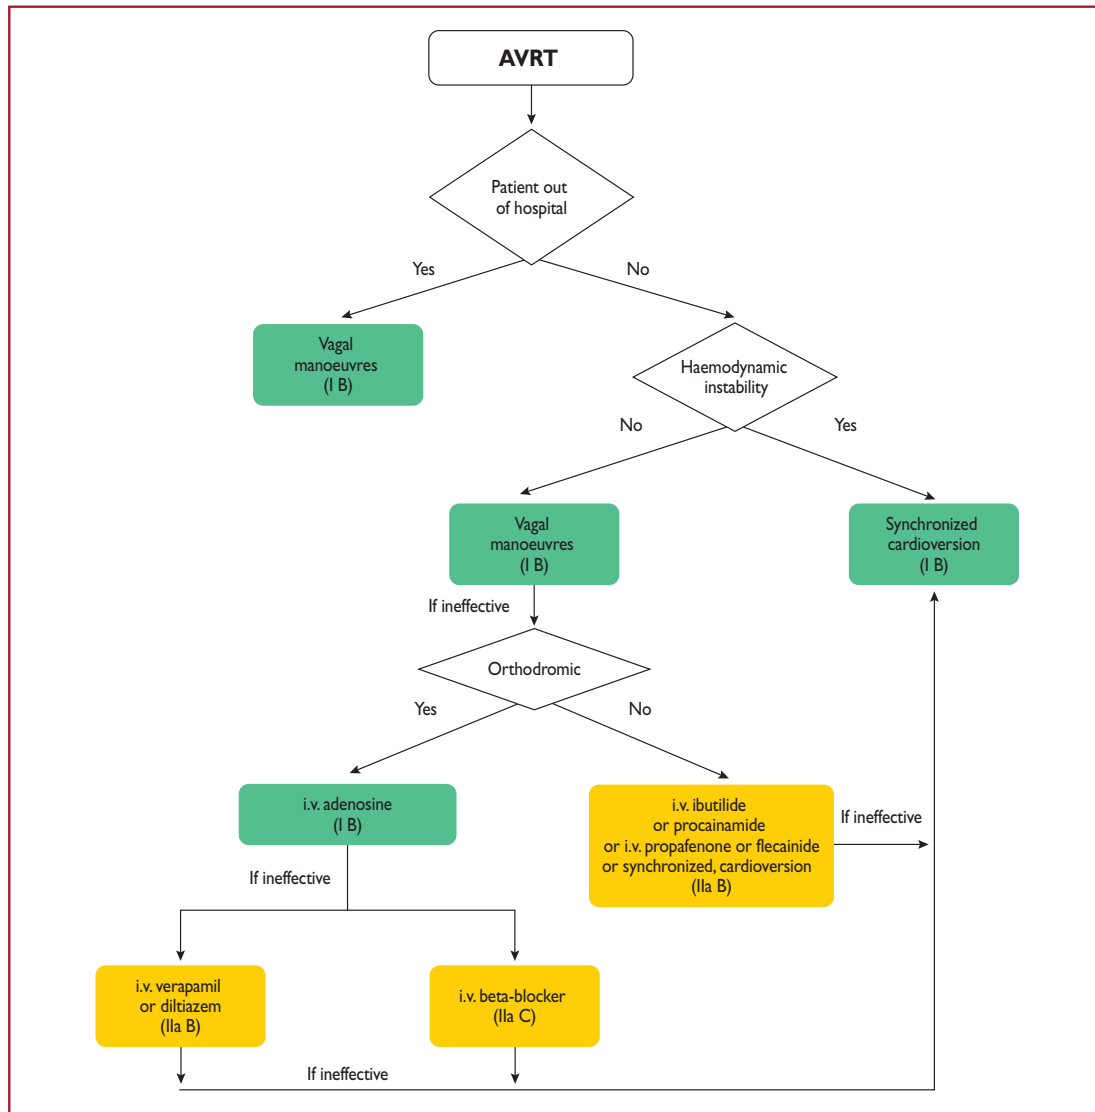 AVRT
Patient out
of hospital
Yes
No
Vagal
manoeuvres
(I B)
Haemodynamic
instability
No
Yes
Vagal
manoeuvres
(I B)
Synchronized
cardioversion
(I B)
If ineffective
Orthodromic
Yes
No
i.v. adenosine
(I B)
i.v. ibutilide
or procainamide
or i.v. propafenone or flecainide
or synchronized, cardioversion
(IIa B)
If ineffective
If ineffective
i.v. verapamil
or diltiazem
(IIa B)
i.v. beta-blocker
(IIa C)
If ineffective